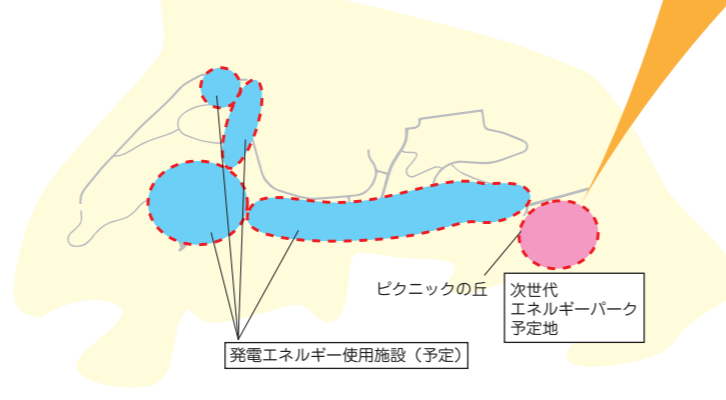 ピクニックの丘
次世代
エネルギーパーク
予定地
発電エネルギー使用施設（予定）